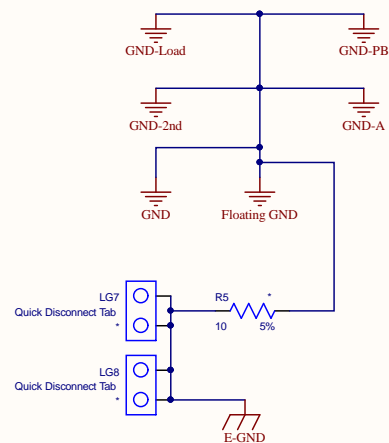 GND-Load GND-PB
GND-2nd GND-A
GND Floating GND
LG7 R5 *
Quick Disconnect Tab
* 10 5%
LG8
Quick Disconnect Tab
*
E-GND